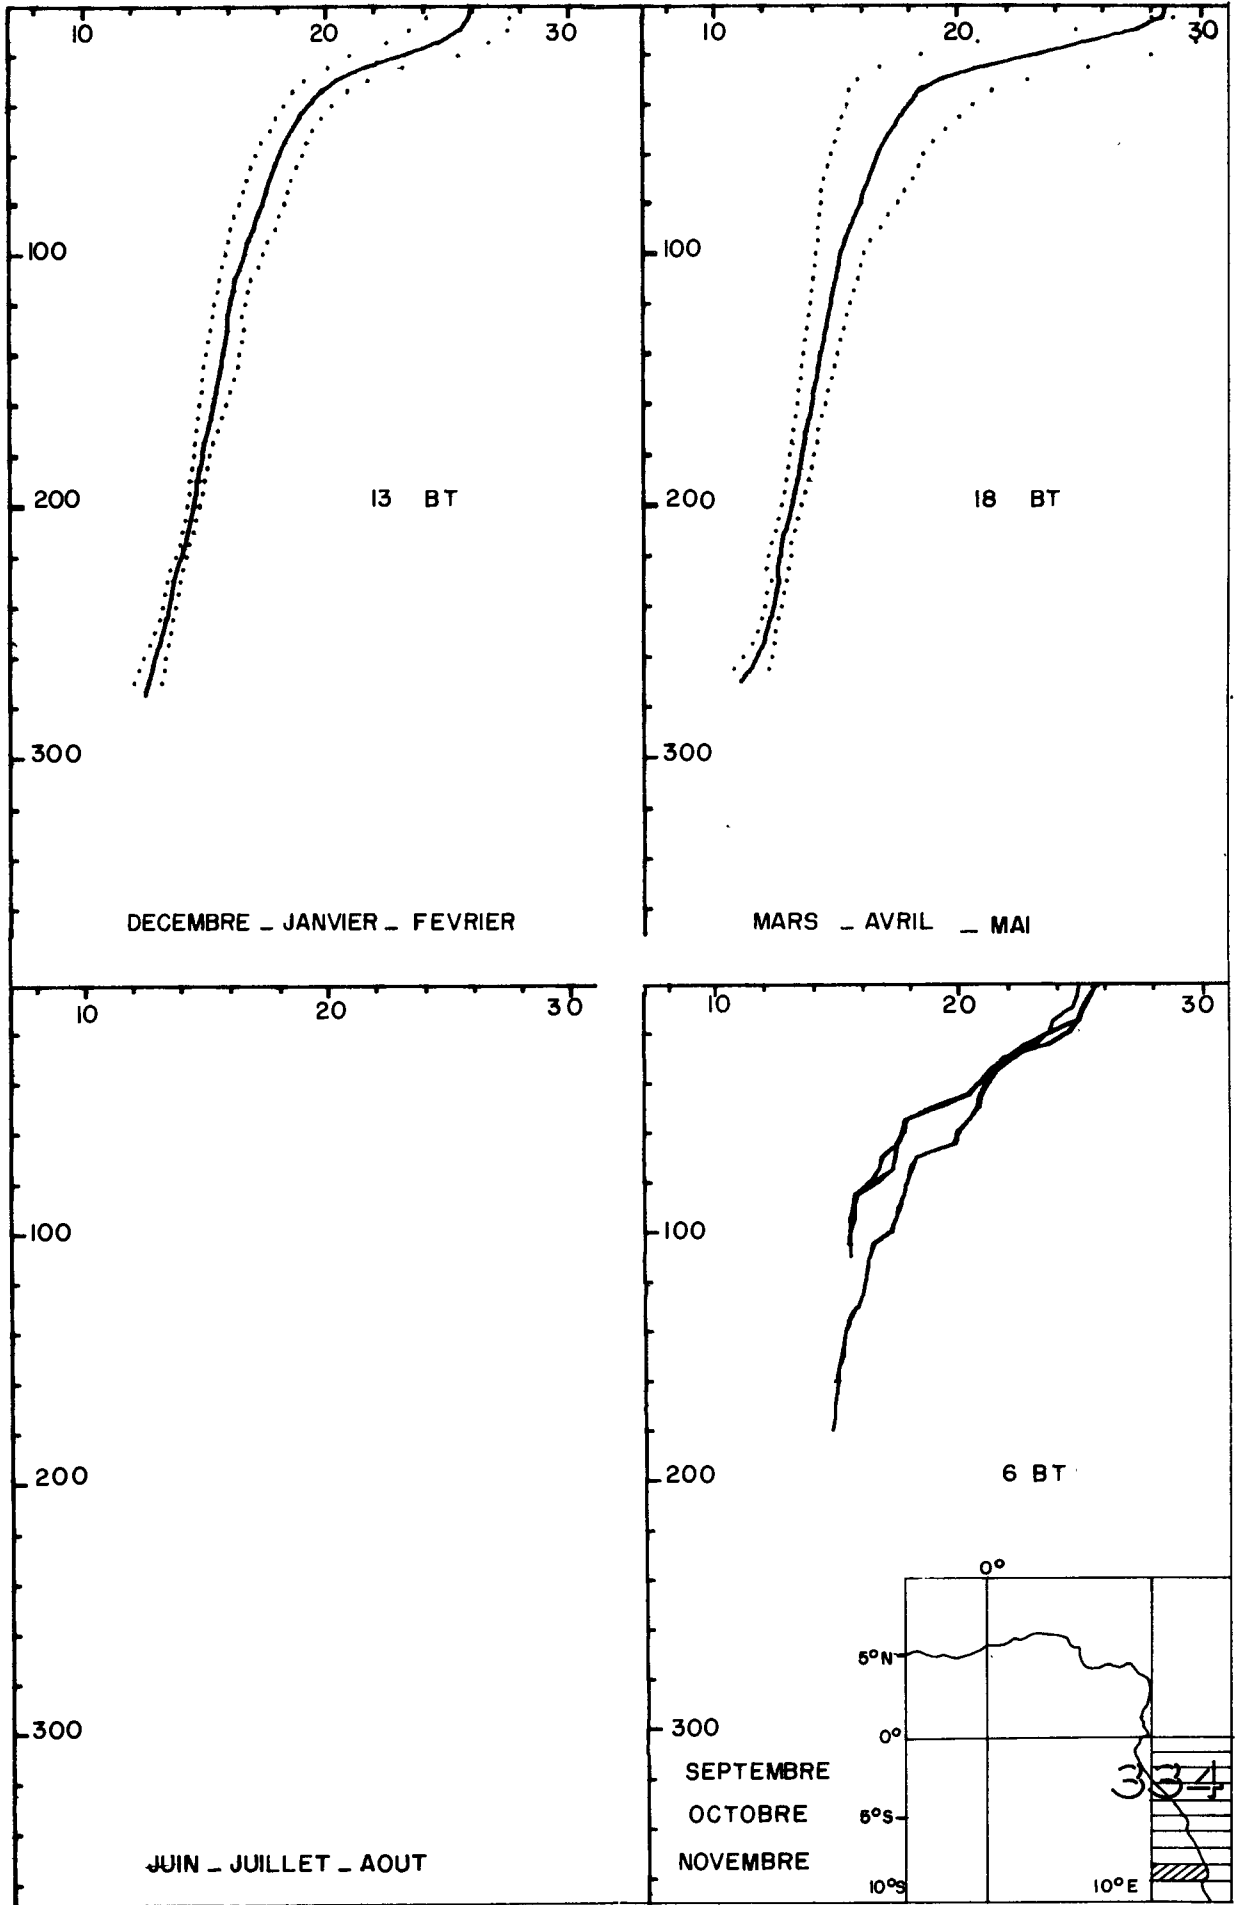 10 20 30
100
200
13 BT
300
DECEMBRE _ JANVIER _ FEVRIER
10 20 30
100
200
18 BT
300
MARS _ AVRIL _ MAI
10 20 30
100
200
300
JUIN _ JUILLET _ AOUT
10 20 30
100
200
6 BT
300
SEPTEMBRE
OCTOBRE
NOVEMBRE
0°
5°N
0°
334
5°S
10°S
10°E